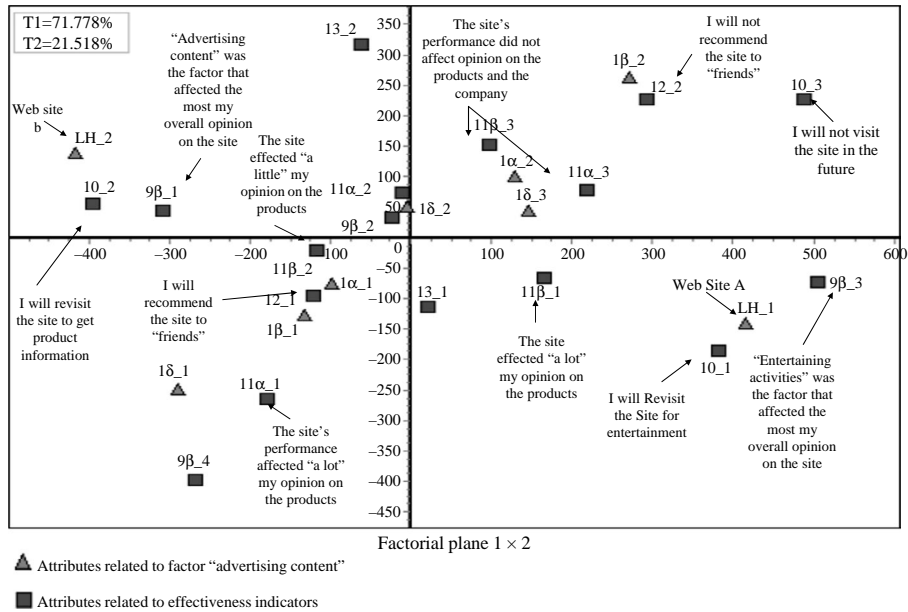 T1=71.778%
T2=21.518%
350
300
250
200
150
100
50
0
–50
–100
–150
–200
–250
–300
–350
–400
–450
–400
–300
–200
–100
100
200
300
400
500
600
13_2
"Advertising
content" was
the factor that
affected the
most my
overall opinion
on the site
Web site
b
LH_2
10_2
9β_1
The site
effected "a
little" my
opinion on the
products
11α_2
1δ_2
9β_2
The site's
performance did not
affect opinion on the
products and the
company
11β_3
1α_2
1δ_3
11α_3
1β_2
12_2
I will not
recommend
the site to
"friends"
10_3
I will not visit
the site in the
future
I will revisit
the site to get
product
information
I will
recommend
the site to
"friends"
11β_2
1α_1
12_1
1β_1
1δ_1
11α_1
The site's
performance
affected "a lot"
my opinion on
the products
9β_4
13_1
11β_1
The site
effected "a lot"
my opinion on
the products
Web Site A
LH_1
10_1
I will Revisit
the Site for
entertainment
9β_3
"Entertaining
activities" was
the factor that
affected the
most my
overall opinion
on the site
Factorial plane 1 × 2
Attributes related to factor "advertising content"
Attributes related to effectiveness indicators